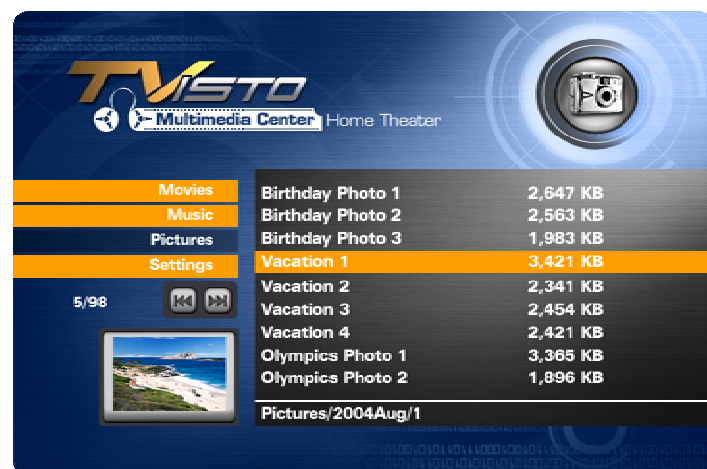 TVISTO
Multimedia Center Home Theater
Movies
Music
Pictures
Settings
5/98
Birthday Photo 1 2,647 KB
Birthday Photo 2 2,563 KB
Birthday Photo 3 1,983 KB
Vacation 1 3,421 KB
Vacation 2 2,341 KB
Vacation 3 2,454 KB
Vacation 4 2,421 KB
Olympics Photo 1 3,365 KB
Olympics Photo 2 1,896 KB
Pictures/2004Aug/1